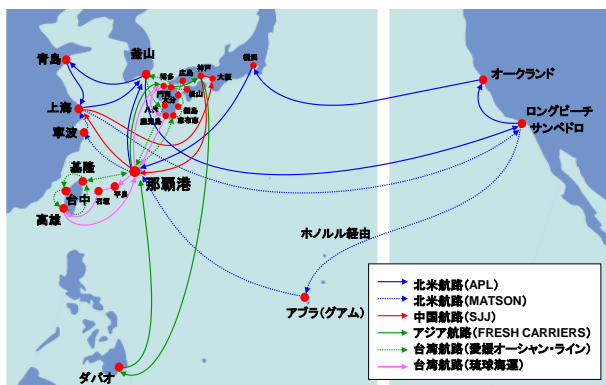 青島
釜山
博多
広島
神戸
大阪
横浜
オークランド
門司
大分
松山
上海
八代
細島
鹿児島
志布志
ロングビーチ
サンペドロ
寧波
基隆
那覇港
台中
石垣
平良
高雄
ホノルル経由
アプラ(グアム)
ダバオ
北米航路(APL)
北米航路(MATSON)
中国航路(SJJ)
アジア航路(FRESH CARRIERS)
台湾航路(愛媛オーシャン・ライン)
台湾航路(琉球海運)